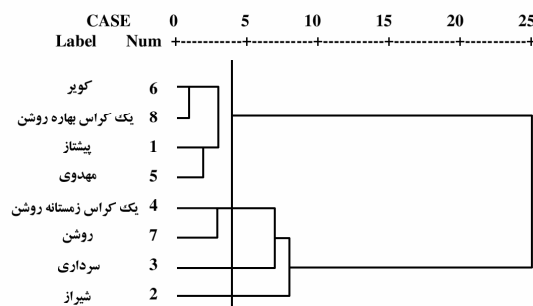 CASE 0 5 10 15 20 25
Label Num +---------+---------+---------+---------+---------+
کویر 6
یک کراس بهاره روشن 8
پیشتاز 1
مهدوی 5
یک کراس زمستانه روشن 4
روشن 7
سرداری 3
شیراز 2